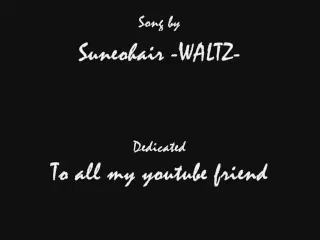 Song by
Suneohair -WALTZ-
Dedicated
To all my youtube friend